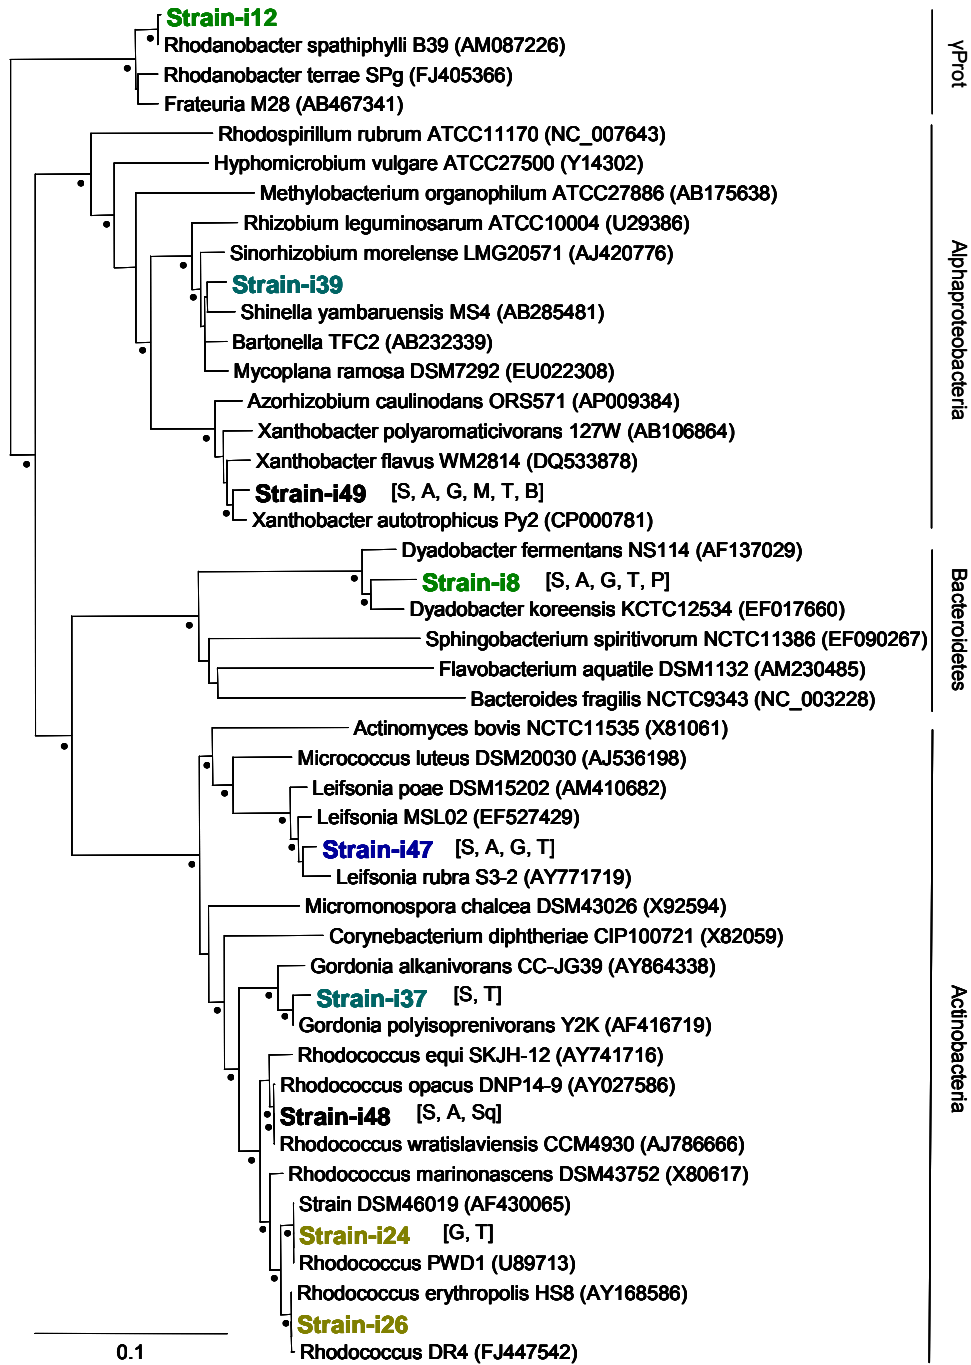 Strain-i12
Rhodanobacter spathiphylli B39 (AM087226)
Rhodanobacter terrae SPg (FJ405366)
Frateuria M28 (AB467341)
γProt
Rhodospirillum rubrum ATCC11170 (NC_007643)
Hyphomicrobium vulgare ATCC27500 (Y14302)
Methylobacterium organophilum ATCC27886 (AB175638)
Rhizobium leguminosarum ATCC10004 (U29386)
Sinorhizobium morelense LMG20571 (AJ420776)
Strain-i39
Shinella yambaruensis MS4 (AB285481)
Bartonella TFC2 (AB232339)
Mycoplana ramosa DSM7292 (EU022308)
Azorhizobium caulinodans ORS571 (AP009384)
Xanthobacter polyaromaticivorans 127W (AB106864)
Xanthobacter flavus WM2814 (DQ533878)
Strain-i49 [S, A, G, M, T, B]
Xanthobacter autotrophicus Py2 (CP000781)
Alphaproteobacteria
Dyadobacter fermentans NS114 (AF137029)
Strain-i8 [S, A, G, T, P]
Dyadobacter koreensis KCTC12534 (EF017660)
Sphingobacterium spiritivorum NCTC11386 (EF090267)
Flavobacterium aquatile DSM1132 (AM230485)
Bacteroides fragilis NCTC9343 (NC_003228)
Bacteroidetes
Actinomyces bovis NCTC11535 (X81061)
Micrococcus luteus DSM20030 (AJ536198)
Leifsonia poae DSM15202 (AM410682)
Leifsonia MSL02 (EF527429)
Strain-i47 [S, A, G, T]
Leifsonia rubra S3-2 (AY771719)
Micromonospora chalcea DSM43026 (X92594)
Corynebacterium diphtheriae CIP100721 (X82059)
Gordonia alkanivorans CC-JG39 (AY864338)
Strain-i37 [S, T]
Gordonia polyisoprenivorans Y2K (AF416719)
Rhodococcus equi SKJH-12 (AY741716)
Rhodococcus opacus DNP14-9 (AY027586)
Strain-i48 [S, A, Sq]
Rhodococcus wratislaviensis CCM4930 (AJ786666)
Rhodococcus marinonascens DSM43752 (X80617)
Strain DSM46019 (AF430065)
Strain-i24 [G, T]
Rhodococcus PWD1 (U89713)
Rhodococcus erythropolis HS8 (AY168586)
Strain-i26
Rhodococcus DR4 (FJ447542)
Actinobacteria
0.1